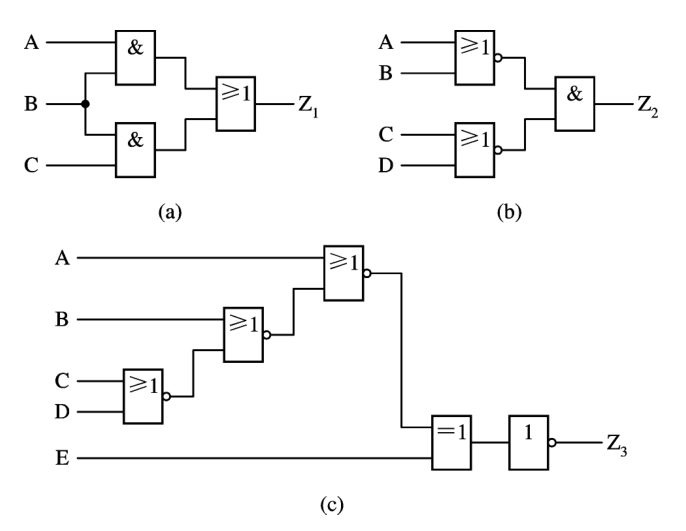 A & 
B ≥1 Z₁
C &
(a)
A ≥1
B & Z₂
C ≥1
D
(b)
A ≥1
B ≥1
C ≥1
D
E =1 1 Z₃
(c)